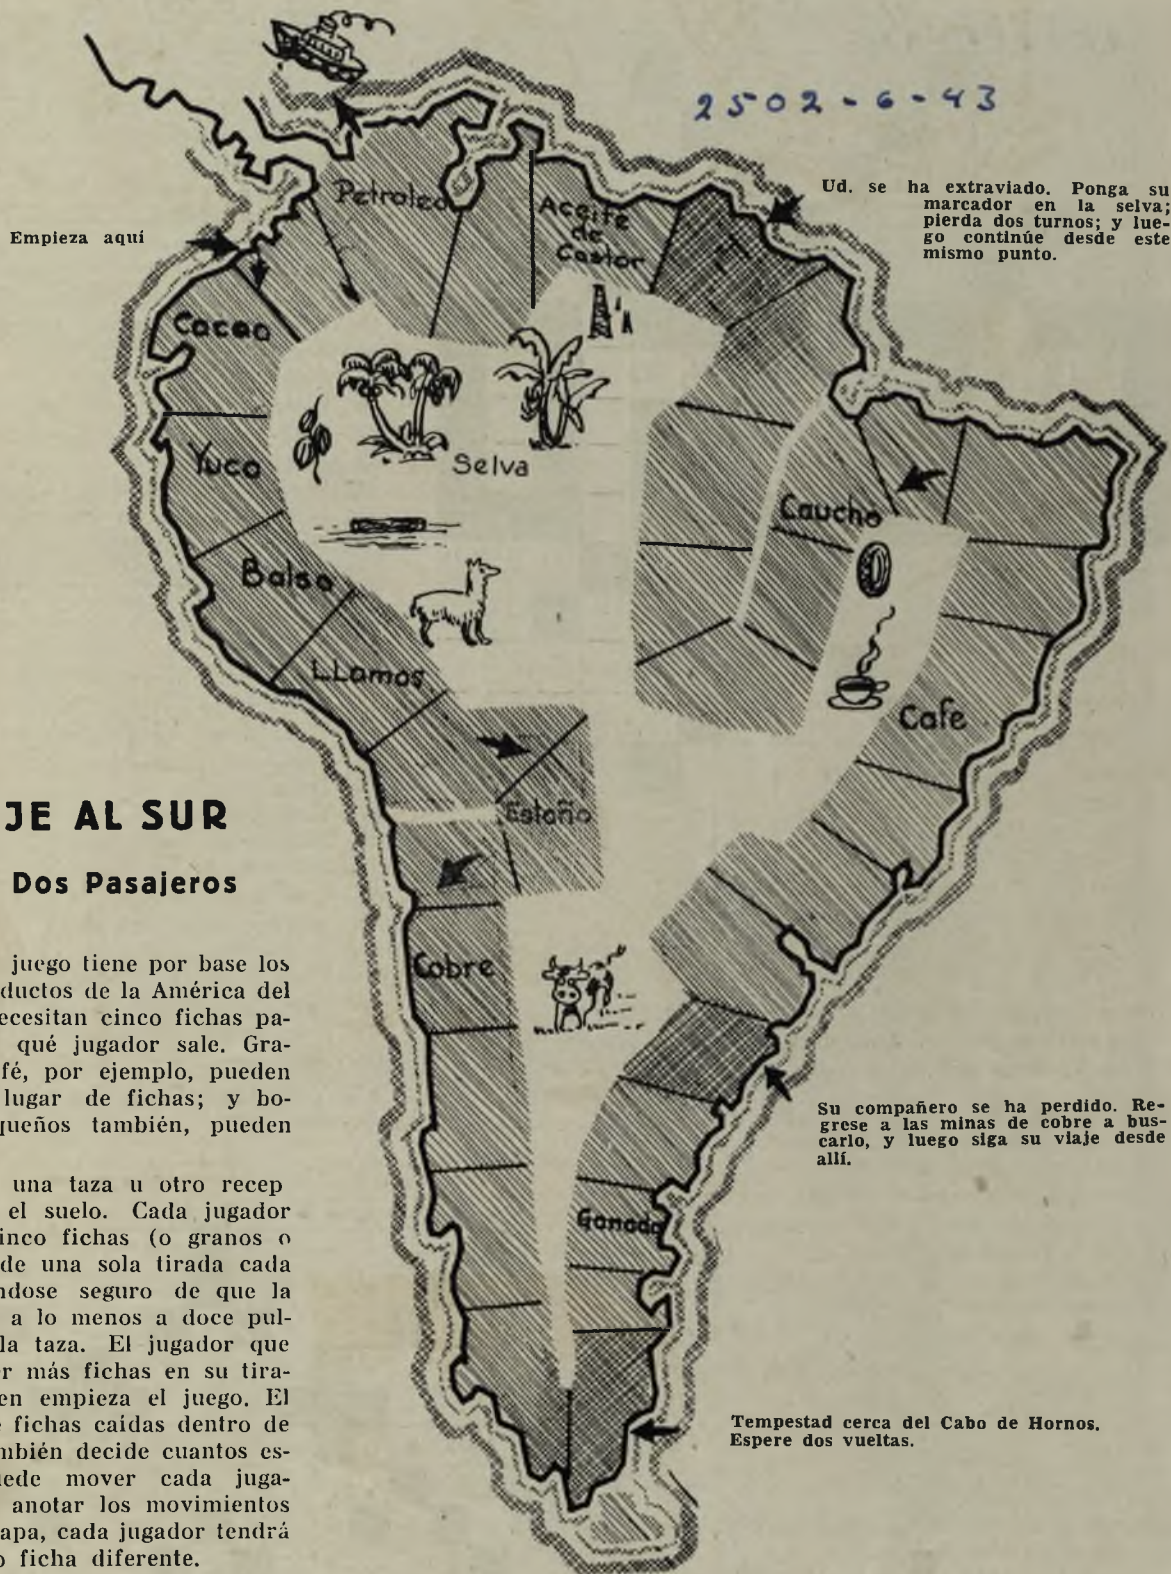 2502-6-43
Ud. se ha extraviado. Ponga su
marcador en la selva;
pierda dos turnos; y lue-
go continúe desde este
mismo punto.
Empieza aquí
Petroleo
Aceite
de
Castor
Cacao
Yuca
Selva
Caucho
Balsa
LLamas
Cafe
Estaño
Cobre
Ganado
JE AL SUR
Dos Pasajeros
juego tiene por base los
ductos de la América del
ecesitan cinco fichas pa-
qué jugador sale. Gra-
fé, por ejemplo, pueden
lugar de fichas; y bo-
queños también, pueden
una taza u otro recep
el suelo. Cada jugador
inco fichas (o granos o
de una sola tirada cada
ndose seguro de que la
a lo menos a doce pul-
la taza. El jugador que
r más fichas en su tira-
en empieza el juego. El
e fichas caídas dentro de
mbién decide cuantos es-
uede mover cada juga-
anotar los movimientos
apa, cada jugador tendrá
o ficha diferente.
Su compañero se ha perdido. Re-
grese a las minas de cobre a bus-
carlo, y luego siga su viaje desde
allí.
Tempestad cerca del Cabo de Hornos.
Espere dos vueltas.